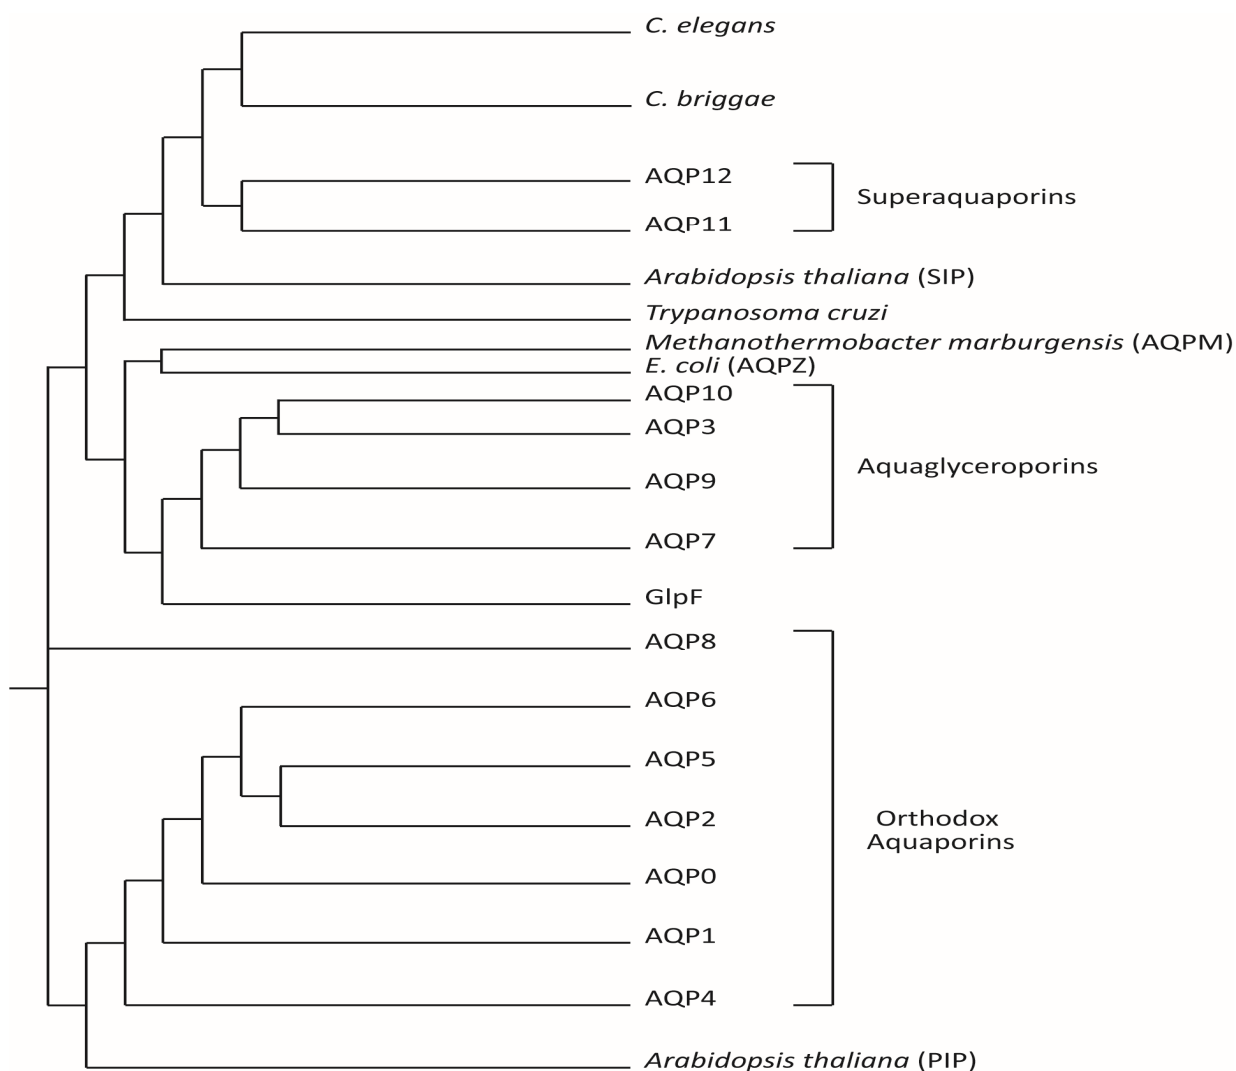 C. elegans
C. briggae
AQP12
Superaquaporins
AQP11
Arabidopsis thaliana (SIP)
Trypanosoma cruzi
Methanothermobacter marburgensis (AQPM)
E. coli (AQPZ)
AQP10
AQP3
Aquaglyceroporins
AQP9
AQP7
GlpF
AQP8
AQP6
AQP5
AQP2
Orthodox
Aquaporins
AQP0
AQP1
AQP4
Arabidopsis thaliana (PIP)